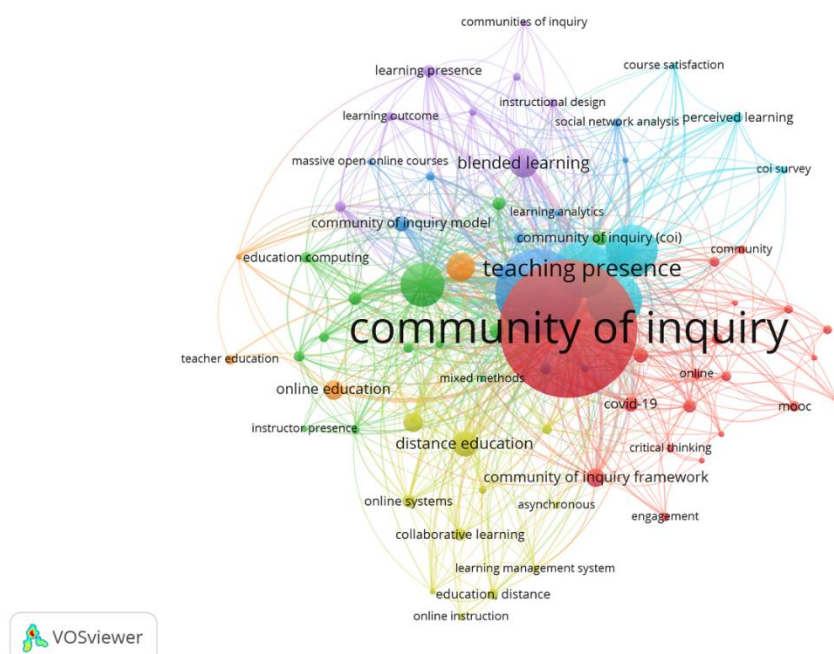 communities of inquiry
course satisfaction
learning presence
instructional design
learning outcome
social network analysis
perceived learning
massive open online courses
blended learning
coi survey
learning analytics
community of inquiry model
community of inquiry (coi)
community
education computing
teaching presence
community of inquiry
teacher education
online
mixed methods
online education
covid-19
mooc
instructor presence
distance education
critical thinking
community of inquiry framework
online systems
asynchronous
engagement
collaborative learning
learning management system
education, distance
online instruction
VOSviewer